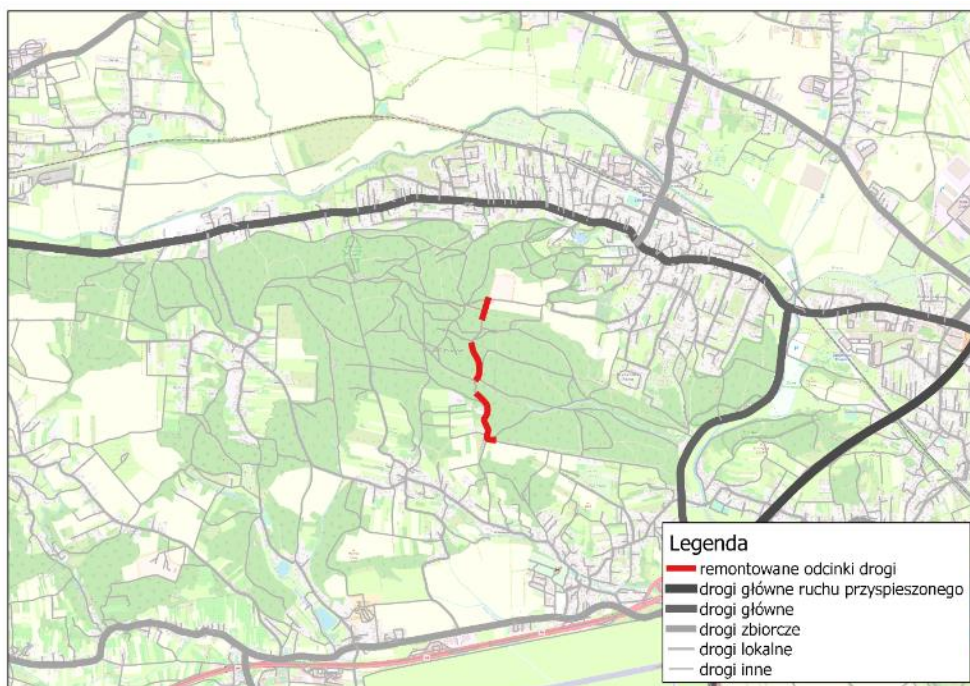 Legenda
remontowane odcinki drogi
drogi główne ruchu przyspieszonego
drogi główne
drogi zbiorcze
drogi lokalne
drogi inne